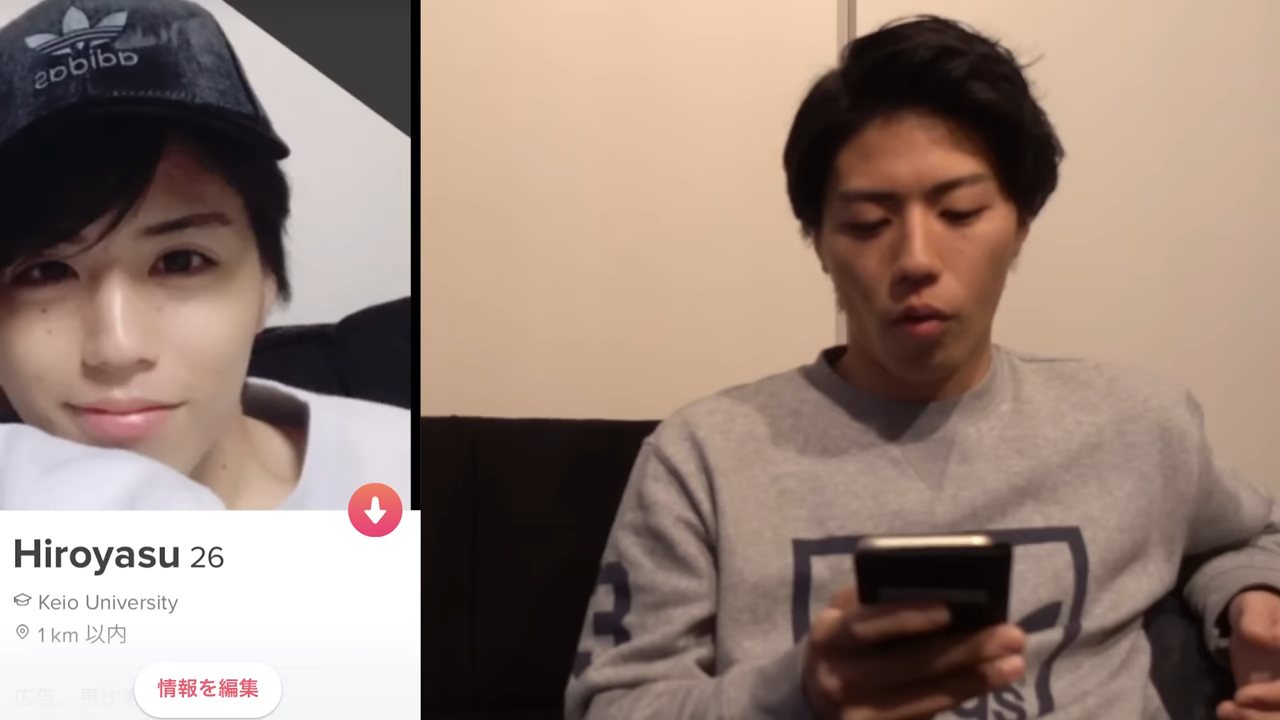 adidas
Hiroyasu 26
Keio University
1 km 以内
情報を編集